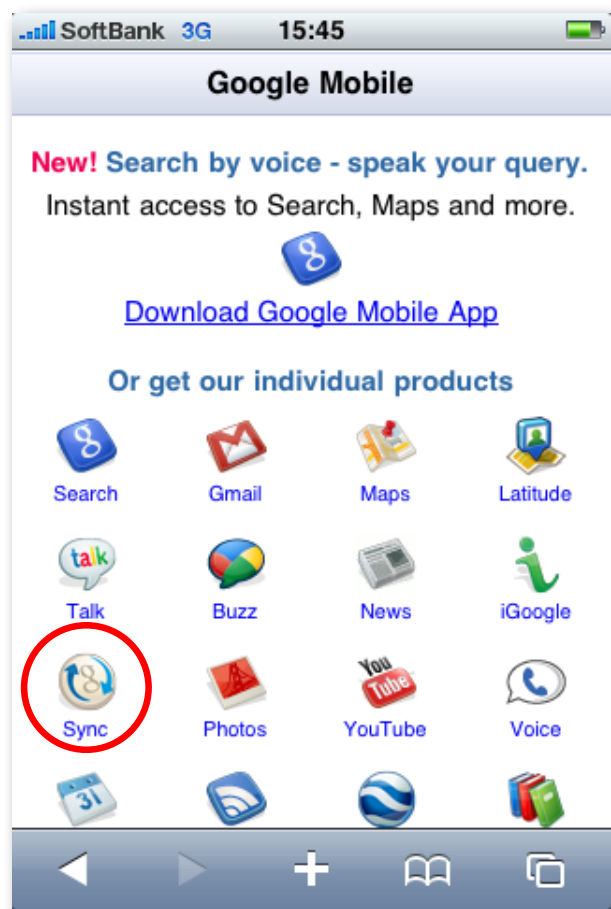 SoftBank 3G 15:45
Google Mobile
New! Search by voice - speak your query.
Instant access to Search, Maps and more.
g
Download Google Mobile App
Or get our individual products
g
Search Gmail Maps Latitude
talk
Talk Buzz News iGoogle
g You Tube
Sync Photos YouTube Voice
31